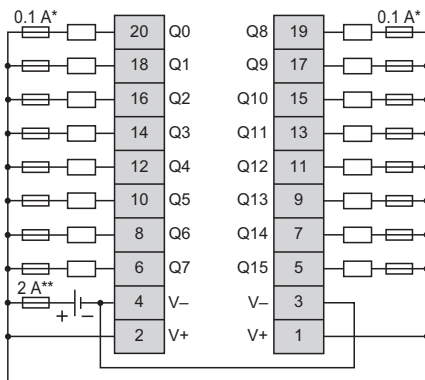 0.1 A* 20 Q0 Q8 19 0.1 A*
18 Q1 Q9 17
16 Q2 Q10 15
14 Q3 Q11 13
12 Q4 Q12 11
10 Q5 Q13 9
8 Q6 Q14 7
6 Q7 Q15 5
2 A** + – 4 V– V– 3
2 V+ V+ 1